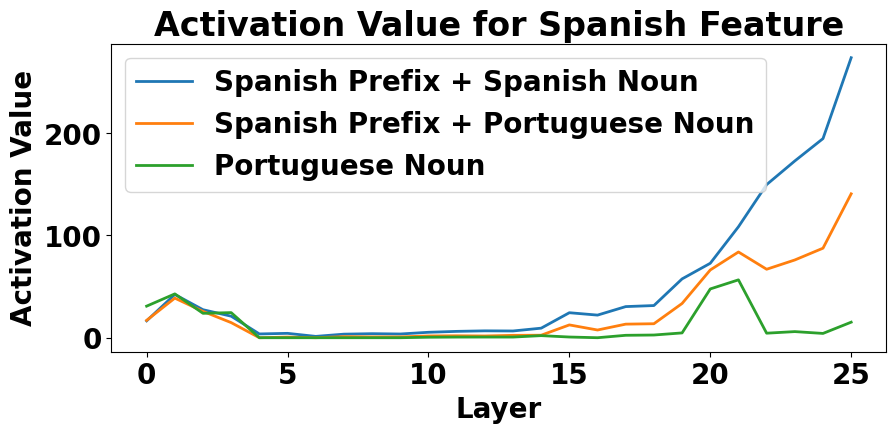 Activation Value for Spanish Feature
Activation Value
200
100
0
Spanish Prefix + Spanish Noun
Spanish Prefix + Portuguese Noun
Portuguese Noun
0 5 10 15 20 25
Layer